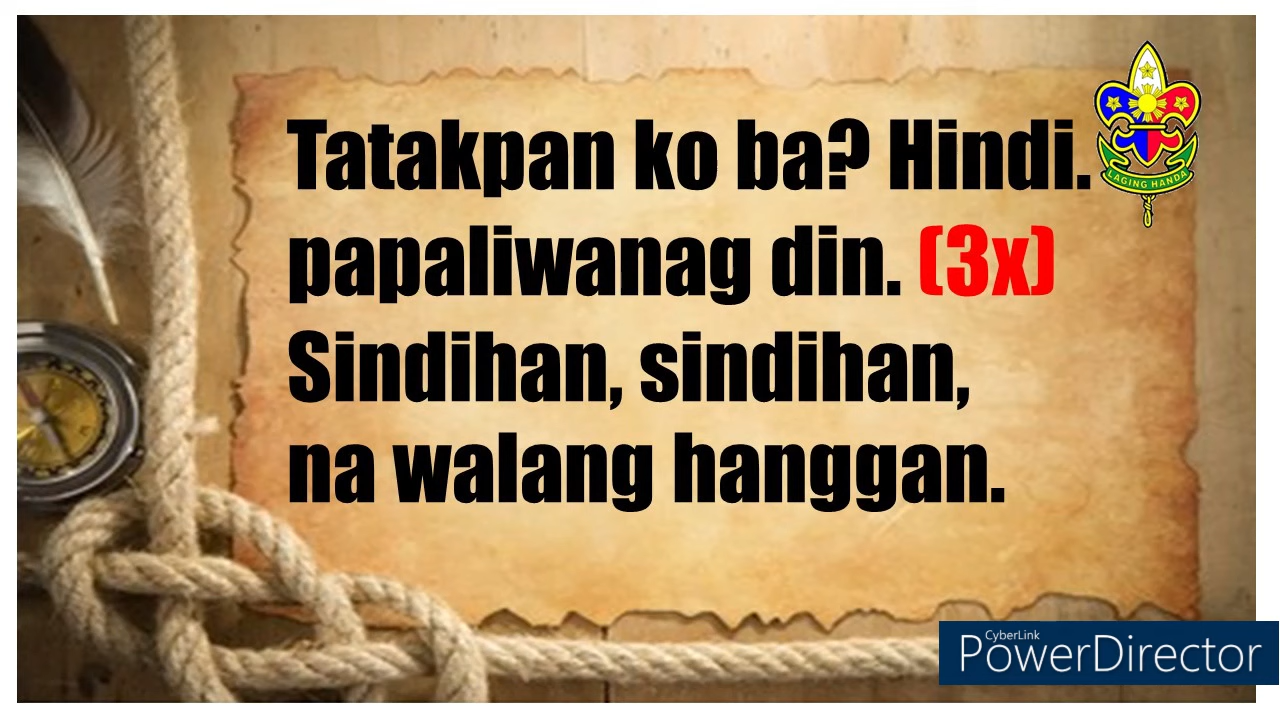 Tatakpan ko ba? Hindi.
papaliwanag din. (3x)
Sindihan, sindihan,
na walang hanggan.
LAGING HANDA
CyberLink
PowerDirector